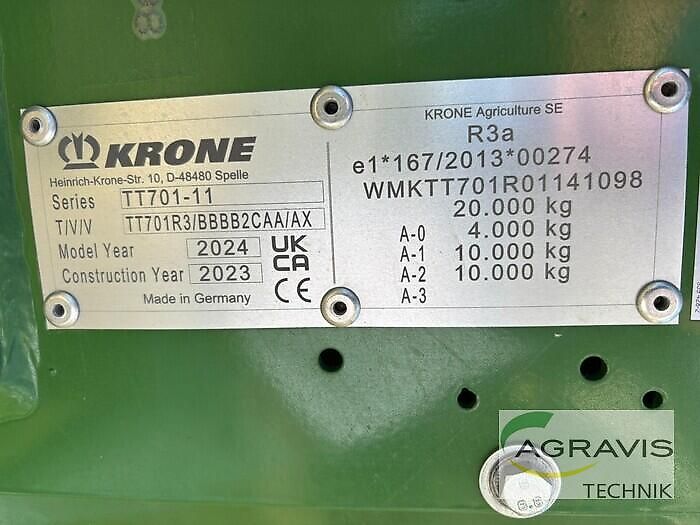 KRONE
Heinrich-Krone-Str. 10, D-48480 Spelle
Series TT701-11
T/V/V TT701R3/BBBB2CAA/AX
Model Year 2024
Construction Year 2023
UK
CA
CE
Made in Germany
KRONE Agriculture SE
R3a
e1*167/2013*00274
WMKTT701R01141098
20.000 kg
A-0 4.000 kg
A-1 10.000 kg
A-2 10.000 kg
A-3
8.8
AGRAVIS
TECHNIK